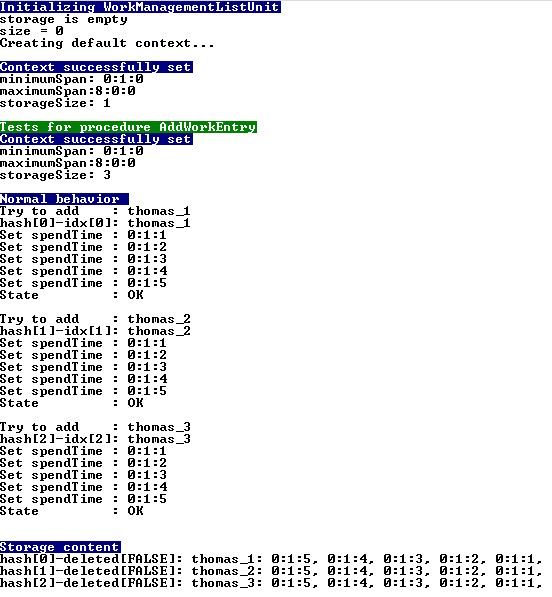 Initializing WorkManagementListUnit
storage is empty
size = 0
Creating default context...
Context successfully set
minimumSpan: 0:1:0
maximumSpan:8:0:0
storageSize: 1
Tests for procedure AddWorkEntry
Context successfully set
minimumSpan: 0:1:0
maximumSpan:8:0:0
storageSize: 3
Normal behavior
Try to add    : thomas_1
hash[0]-idx[0]: thomas_1
Set spendTime : 0:1:1
Set spendTime : 0:1:2
Set spendTime : 0:1:3
Set spendTime : 0:1:4
Set spendTime : 0:1:5
State         : OK
Try to add    : thomas_2
hash[1]-idx[1]: thomas_2
Set spendTime : 0:1:1
Set spendTime : 0:1:2
Set spendTime : 0:1:3
Set spendTime : 0:1:4
Set spendTime : 0:1:5
State         : OK
Try to add    : thomas_3
hash[2]-idx[2]: thomas_3
Set spendTime : 0:1:1
Set spendTime : 0:1:2
Set spendTime : 0:1:3
Set spendTime : 0:1:4
Set spendTime : 0:1:5
State         : OK
Storage content
hash[0]-deleted[FALSE]: thomas_1: 0:1:5, 0:1:4, 0:1:3, 0:1:2, 0:1:1,
hash[1]-deleted[FALSE]: thomas_2: 0:1:5, 0:1:4, 0:1:3, 0:1:2, 0:1:1,
hash[2]-deleted[FALSE]: thomas_3: 0:1:5, 0:1:4, 0:1:3, 0:1:2, 0:1:1,